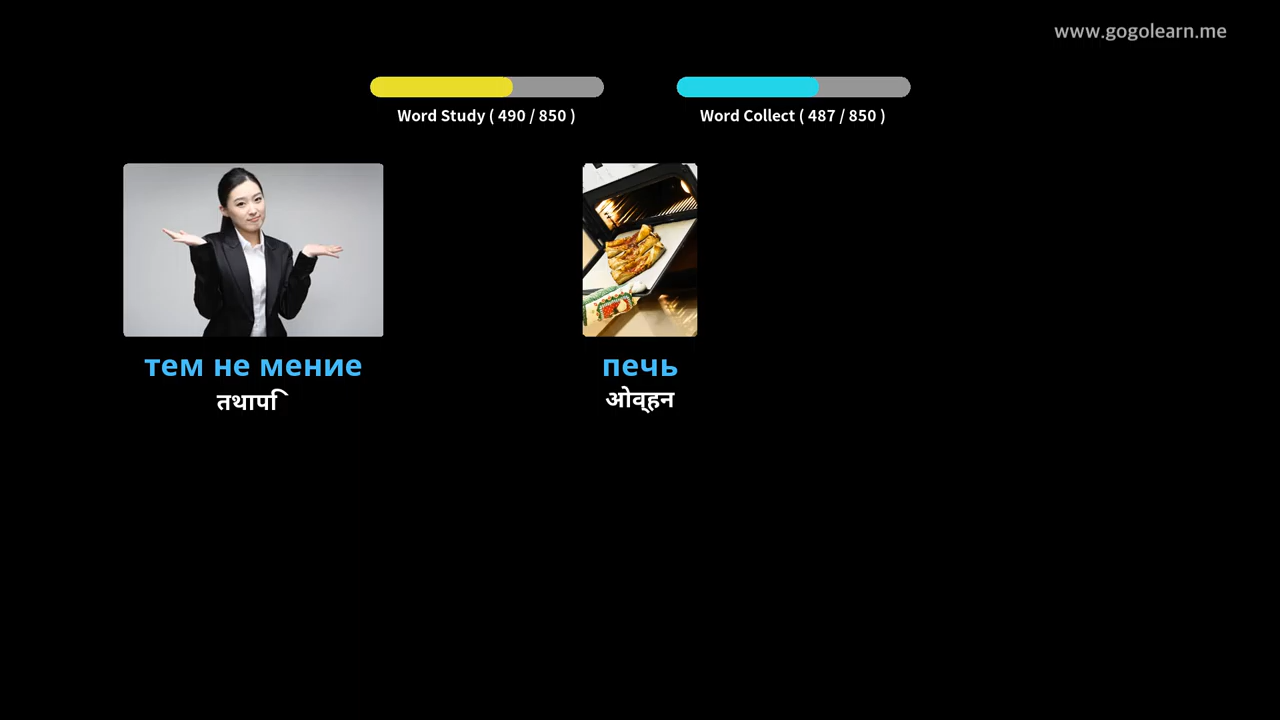 www.gogolearn.me
Word Study ( 490 / 850 )
Word Collect ( 487 / 850 )
тем не мение
तथापि
печь
ओव्हन